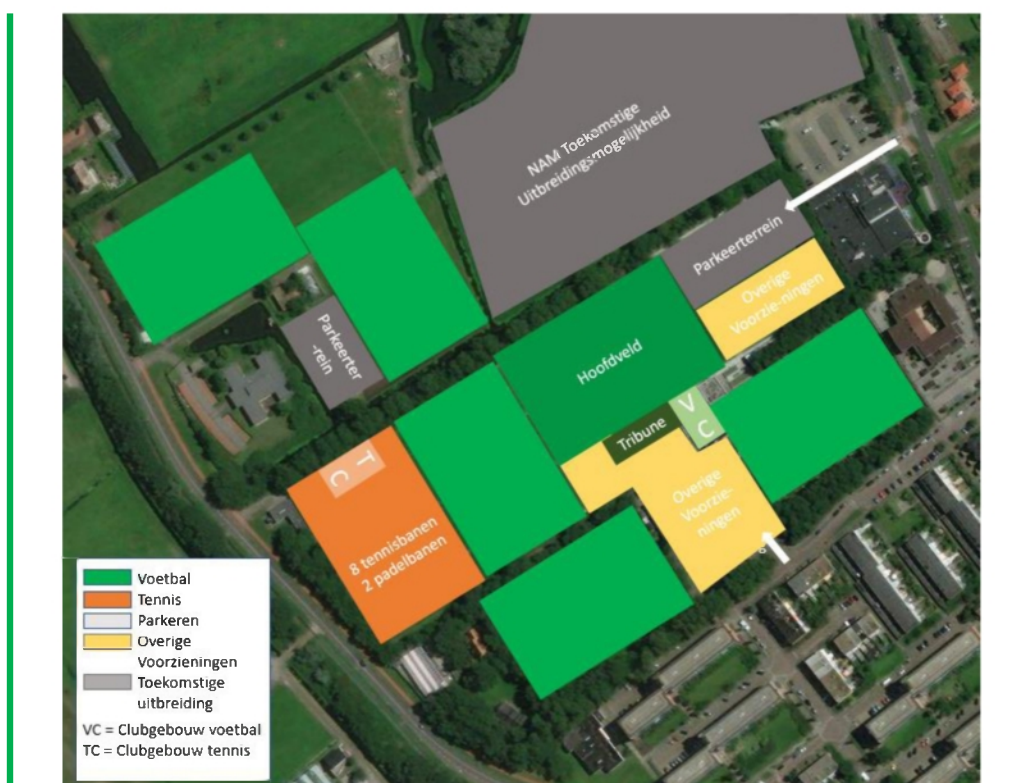 NAM Toekomstige
Uitbreidingsmogelijkheid
Parkeerterrein
Overige
Voorzie-ningen
Parkeerter
-rein
Hoofdveld
V
C
Tribune
T
C
Overige
Voorzie-
ningen
8 tennisbanen
2 padelbanen
Voetbal
Tennis
Parkeren
Overige
Voorzieningen
Toekomstige
uitbreiding
VC = Clubgebouw voetbal
TC = Clubgebouw tennis